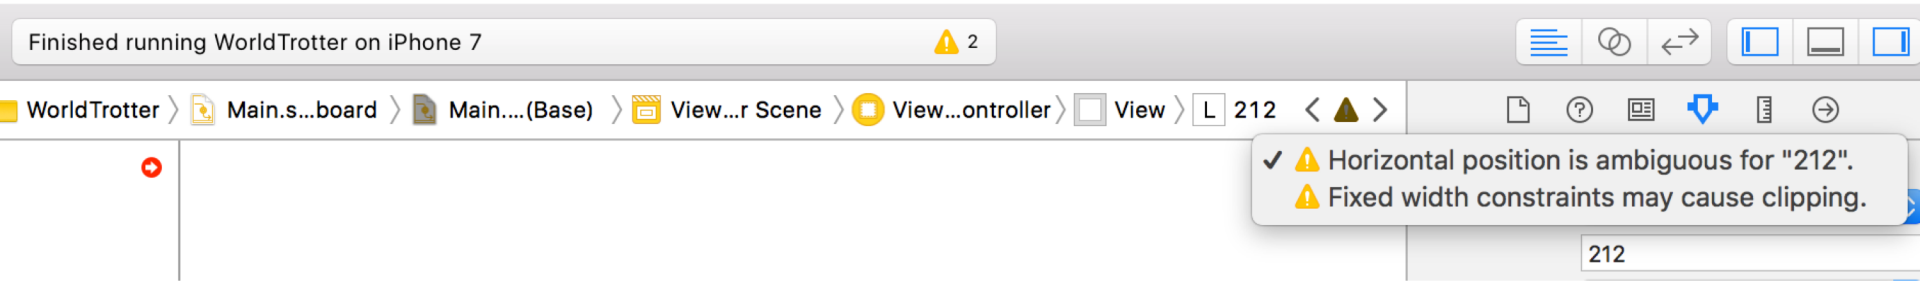 Finished running WorldTrotter on iPhone 7
2
WorldTrotter Main.s...board Main....(Base) View...r Scene View...ontroller View L 212
Horizontal position is ambiguous for "212".
Fixed width constraints may cause clipping.
212